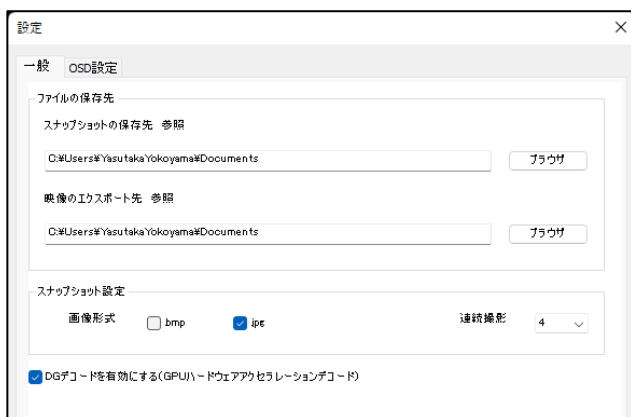 設定
一般 OSD設定
ファイルの保存先
スナップショットの保存先 参照
C:¥Users¥YasutakaYokoyama¥Documents ブラウザ
映像のエクスポート先 参照
C:¥Users¥YasutakaYokoyama¥Documents ブラウザ
スナップショット設定
画像形式 bmp jpg 連続撮影 4
DGデコードを有効にする(GPUハードウェアアクセラレーションデコード)